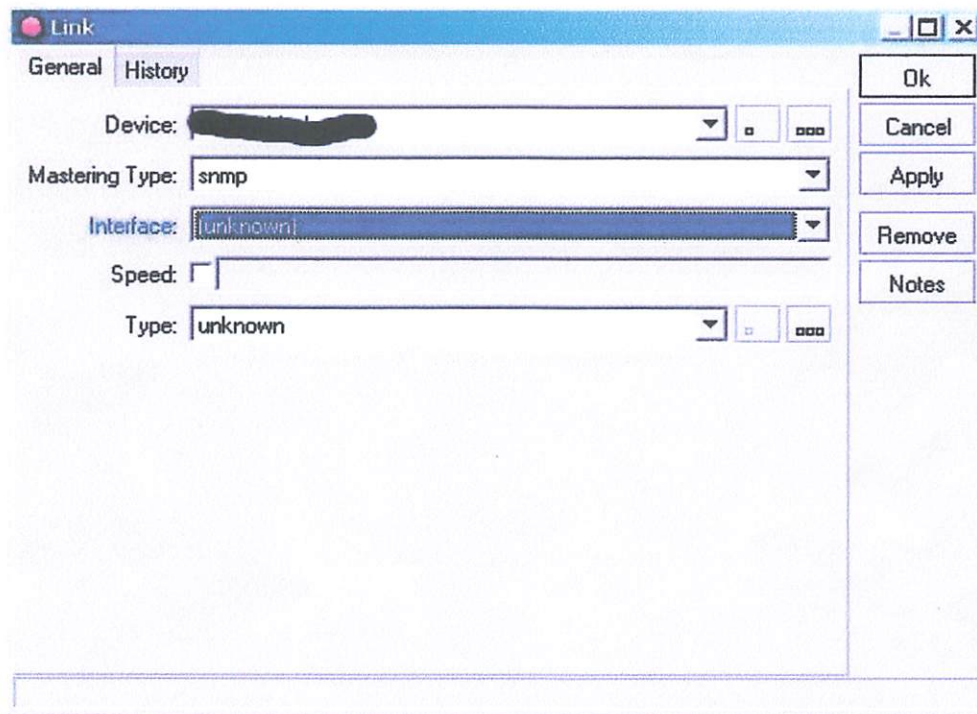 Link
General History
Ok
Device:
Cancel
Mastering Type: snmp
Apply
Interface: [unknown]
Remove
Speed:
Notes
Type: unknown